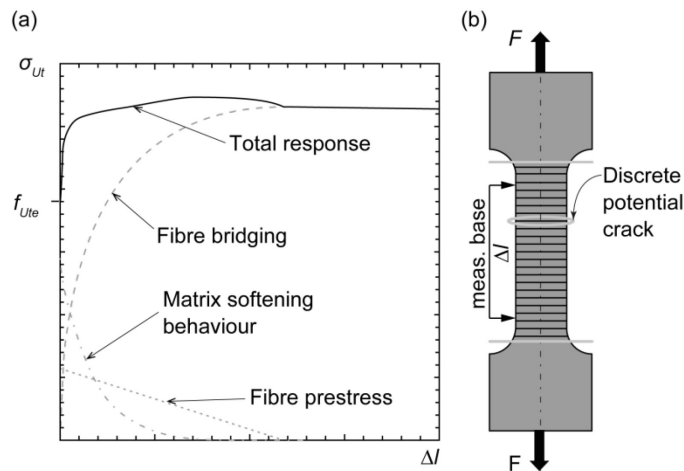 (a)
σUt
Total response
fUte
Fibre bridging
Matrix softening
behaviour
Fibre prestress
Δl
(b)
F
Discrete
potential
crack
meas. base
Δl
F